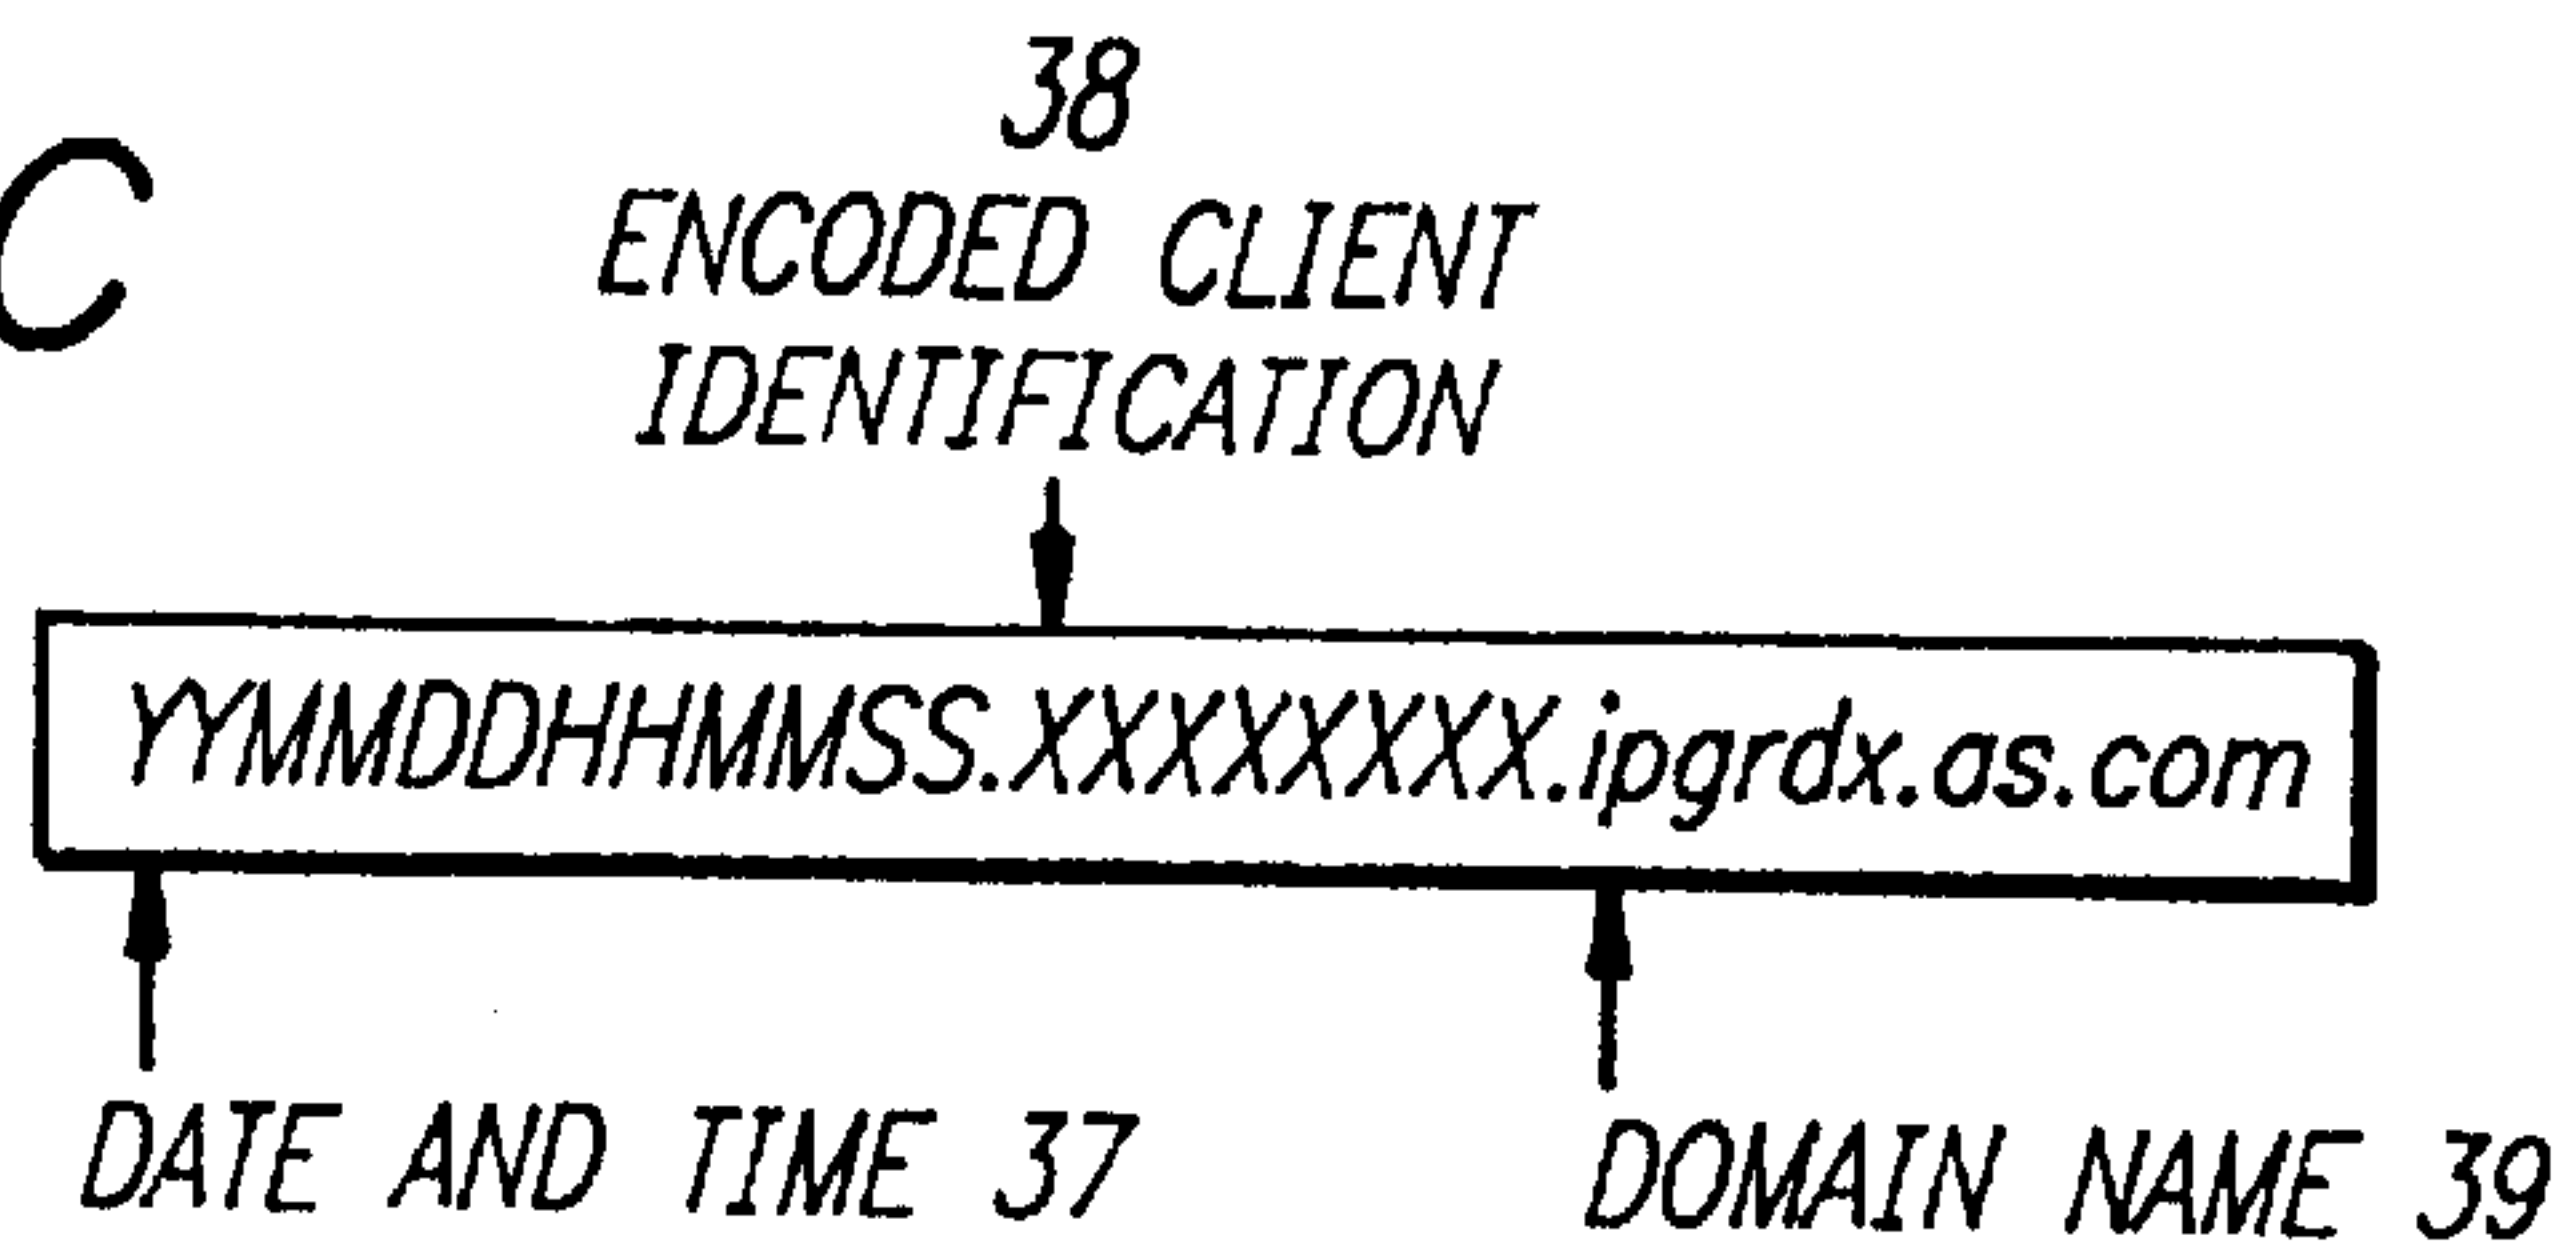 38
C
ENCODED CLIENT
IDENTIFICATION
YYMMDDHHMMSS.XXXXXXXX.ipgrdx.as.com
DATE AND TIME 37
DOMAIN NAME 39